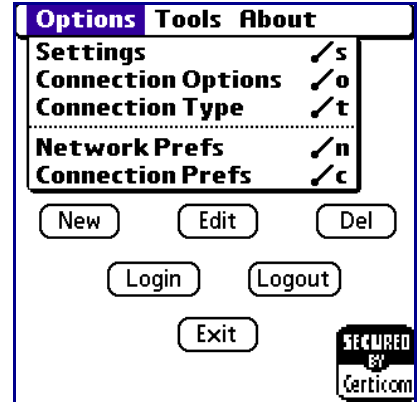 Options Tools About
Settings ✓s
Connection Options ✓o
Connection Type ✓t
Network Prefs ✓n
Connection Prefs ✓c
New Edit Del
Login Logout
Exit
SECURED
BY
Certicom